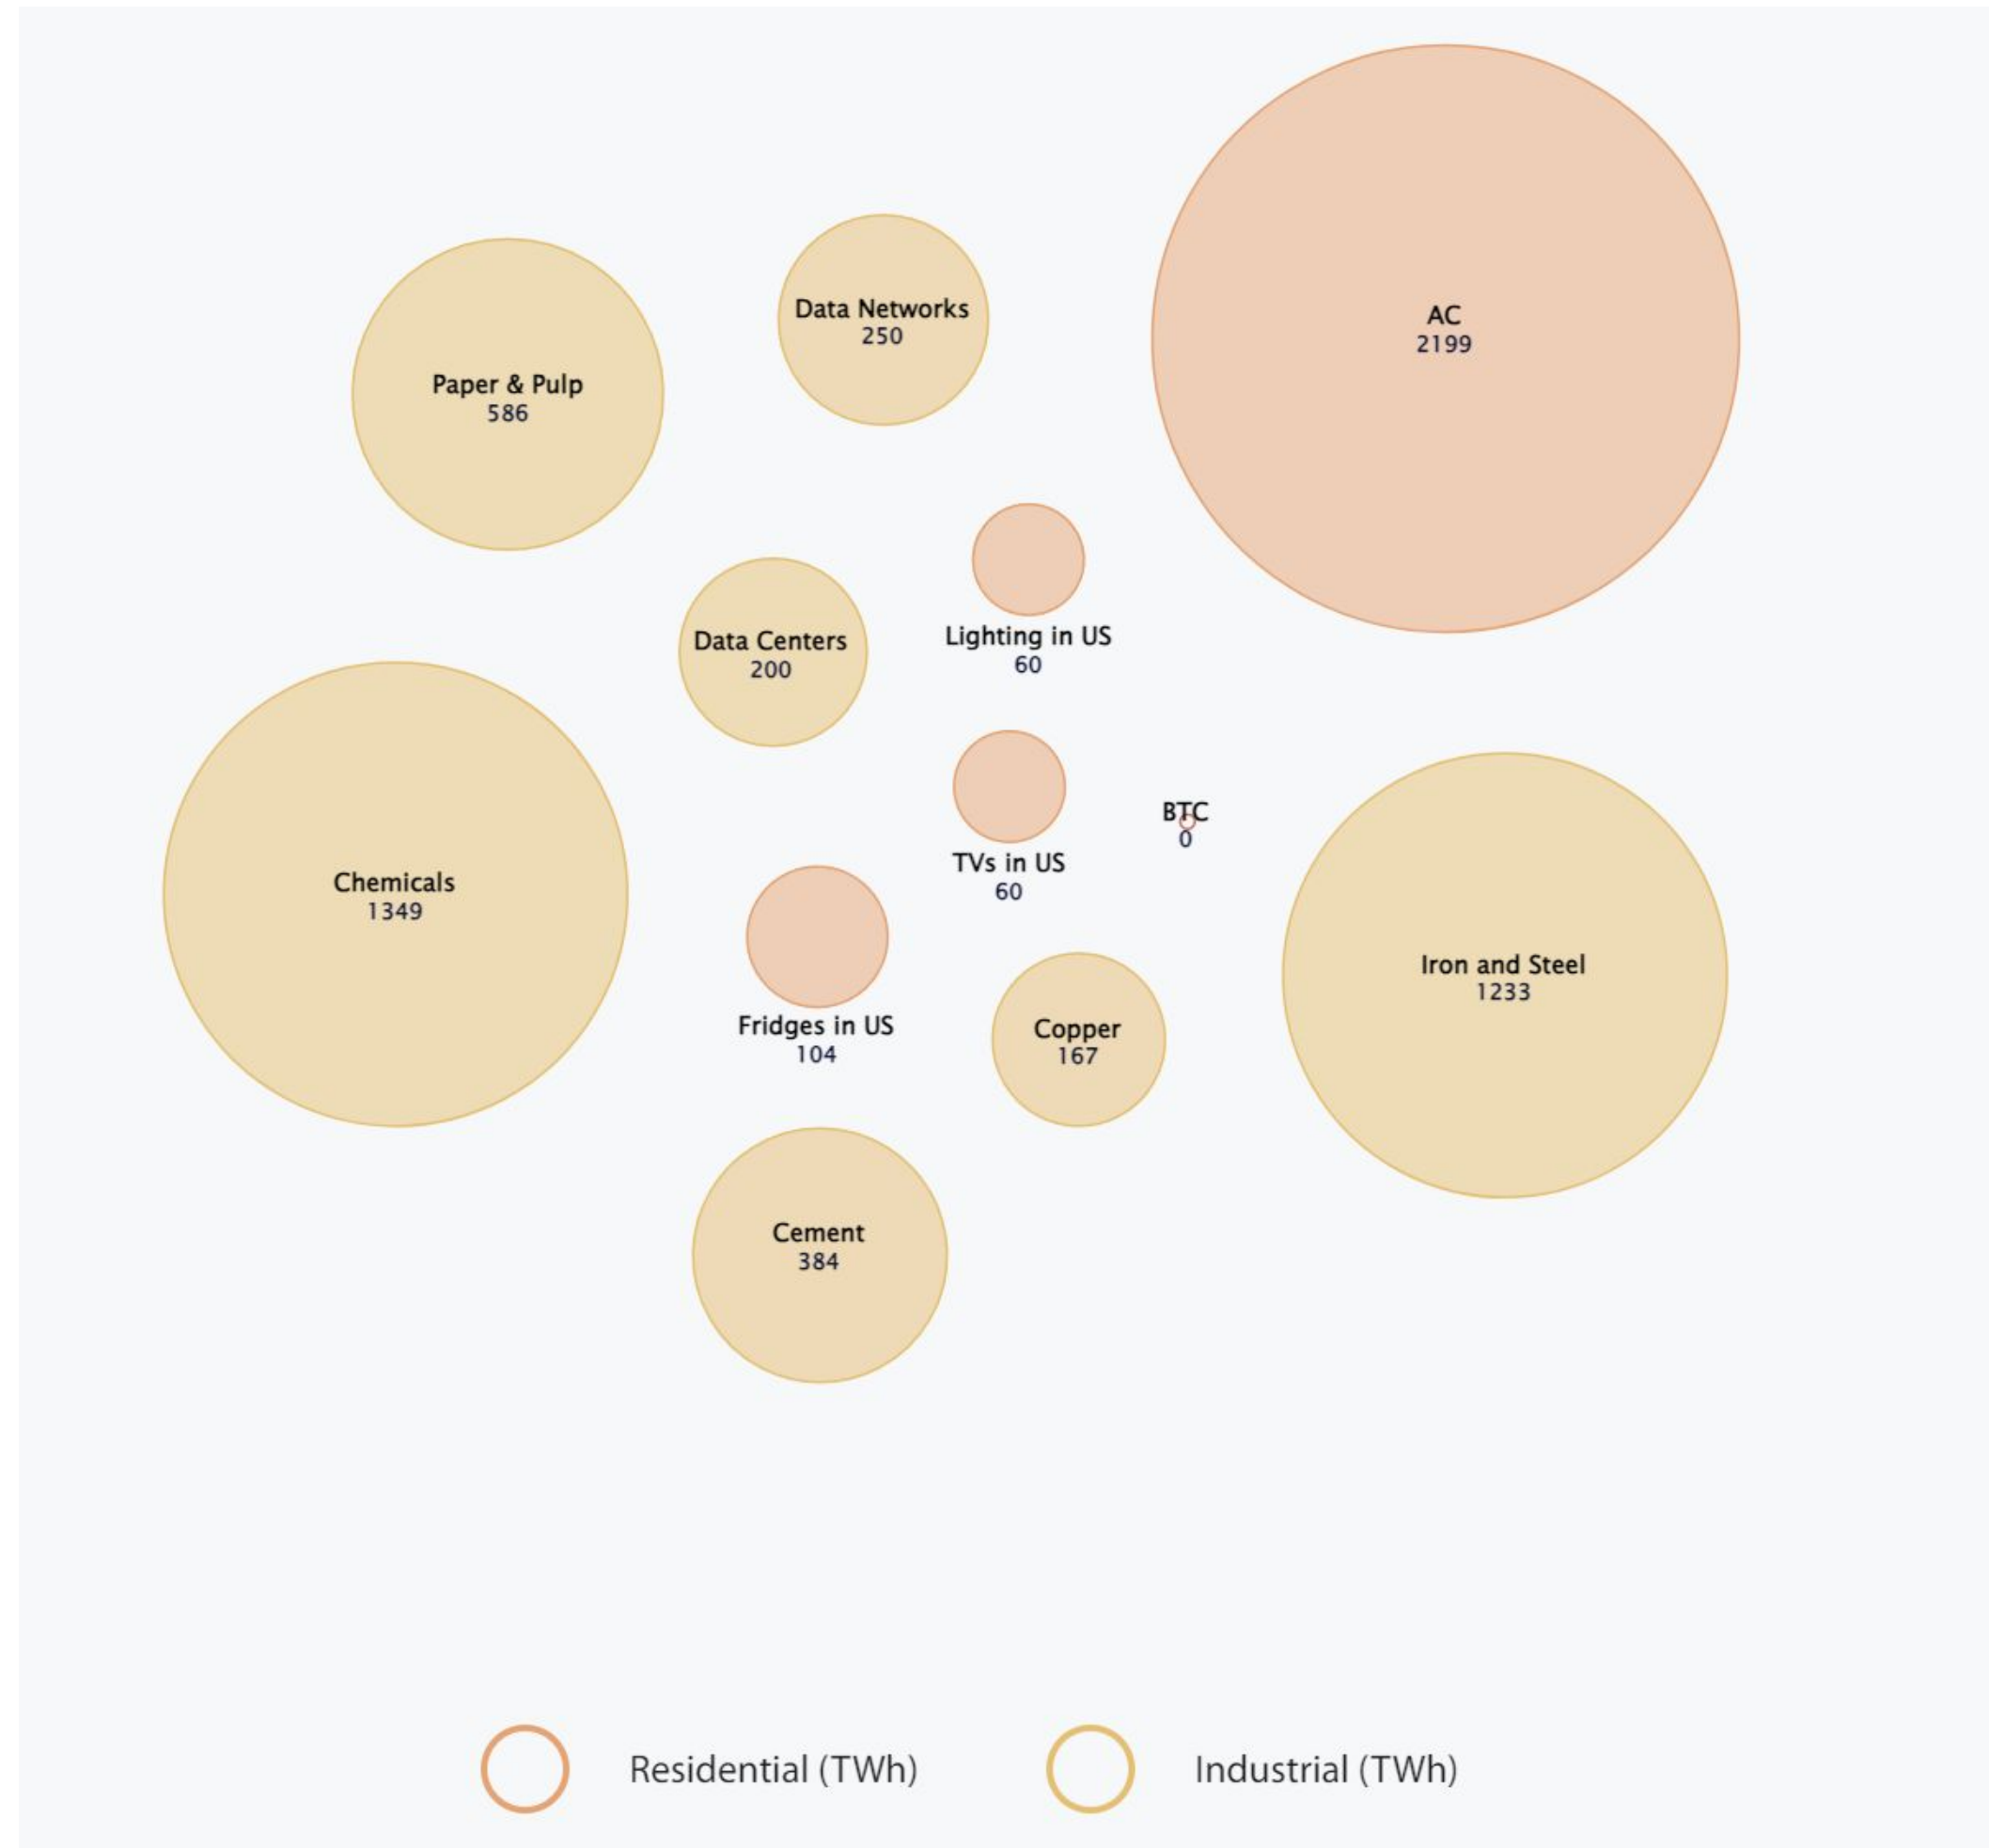 AC
2199
Data Networks
250
Paper & Pulp
586
Lighting in US
60
Data Centers
200
BTC
0
TVs in US
60
Chemicals
1349
Iron and Steel
1233
Fridges in US
104
Copper
167
Cement
384
Residential (TWh)
Industrial (TWh)